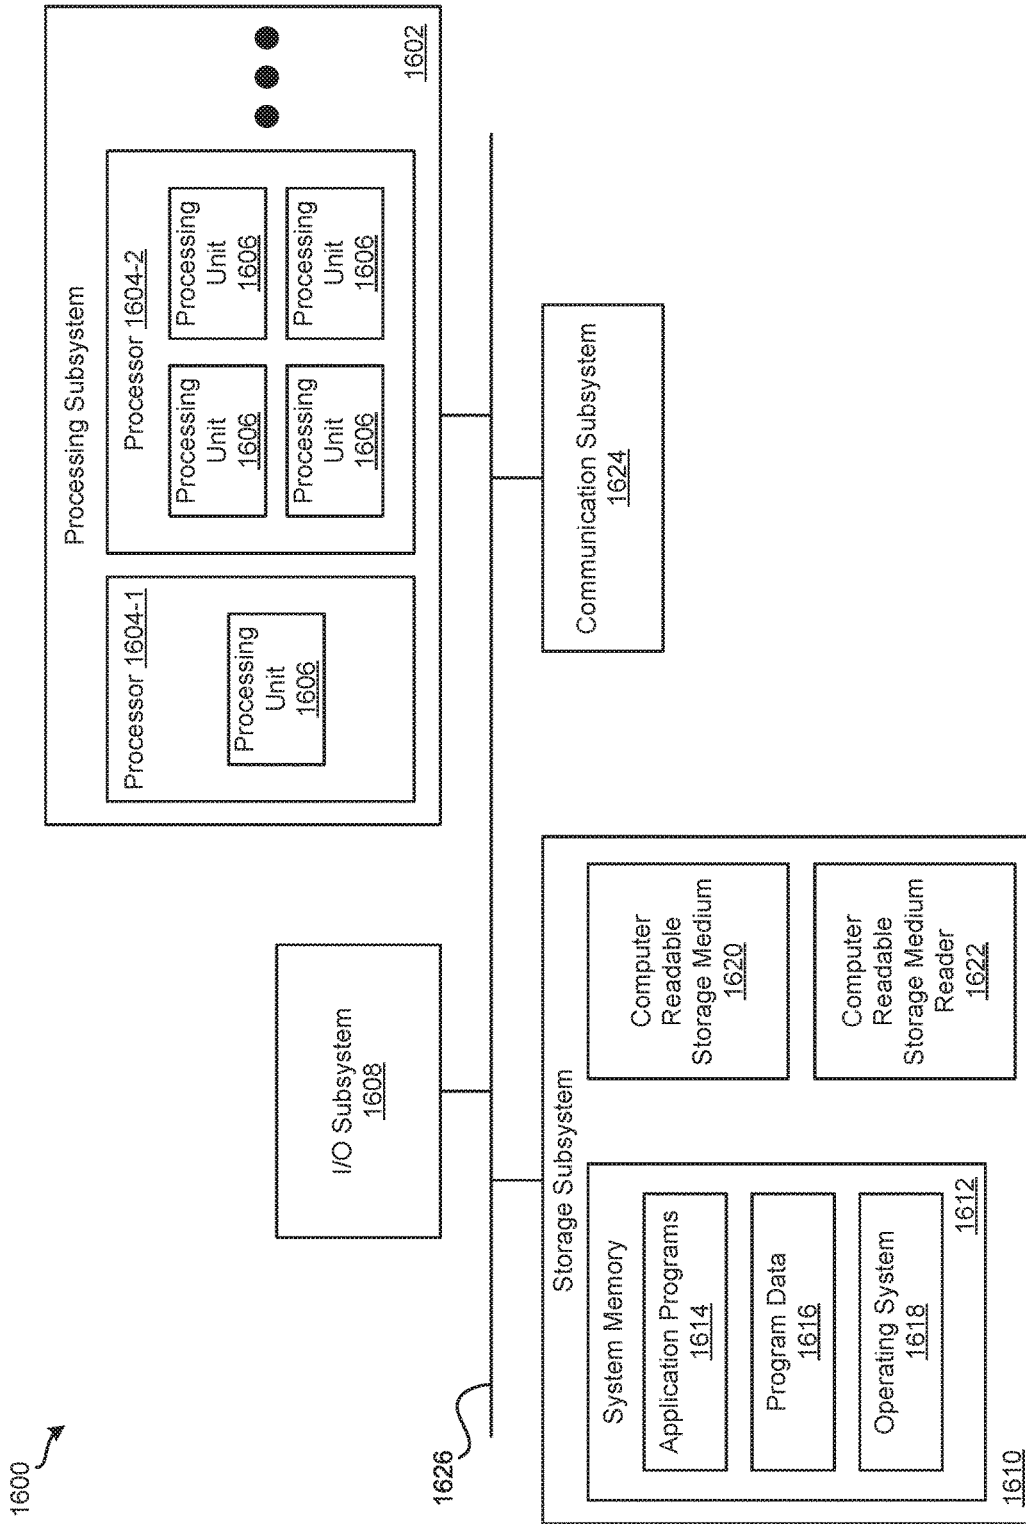 1600
Processing Subsystem
Processor 1604-1
Processing
Unit
1606
Processor 1604-2
Processing
Unit
1606
Processing
Unit
1606
Processing
Unit
1606
Processing
Unit
1606
1602
I/O Subsystem
1608
1626
Storage Subsystem
System Memory
Application Programs
1614
Program Data
1616
Operating System
1618
1612
Computer
Readable
Storage Medium
1620
Computer
Readable
Storage Medium
Reader
1622
1610
Communication Subsystem
1624